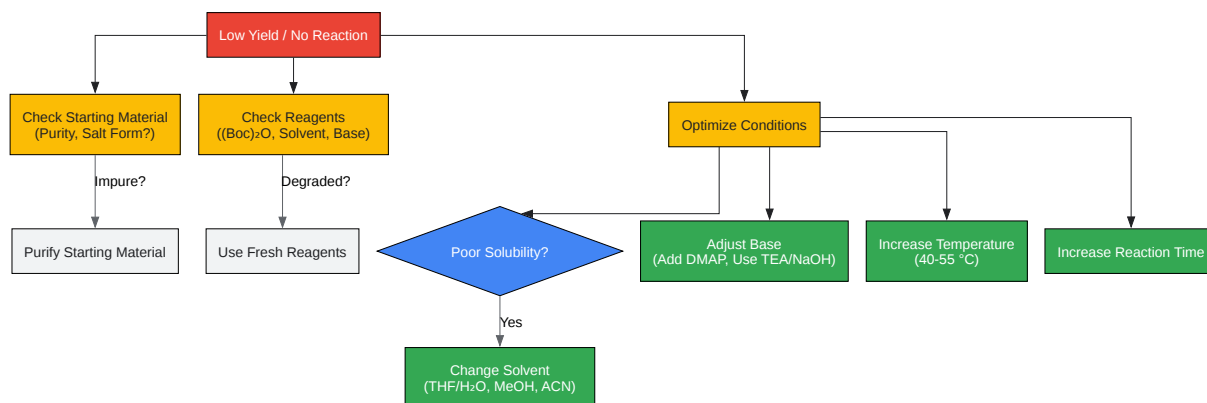 Low Yield / No Reaction
Check Starting Material
(Purity, Salt Form?)
Check Reagents
((Boc)₂O, Solvent, Base)
Optimize Conditions
Impure?
Degraded?
Purify Starting Material
Use Fresh Reagents
Poor Solubility?
Adjust Base
(Add DMAP, Use TEA/NaOH)
Increase Temperature
(40-55 °C)
Increase Reaction Time
Yes
Change Solvent
(THF/H₂O, MeOH, ACN)